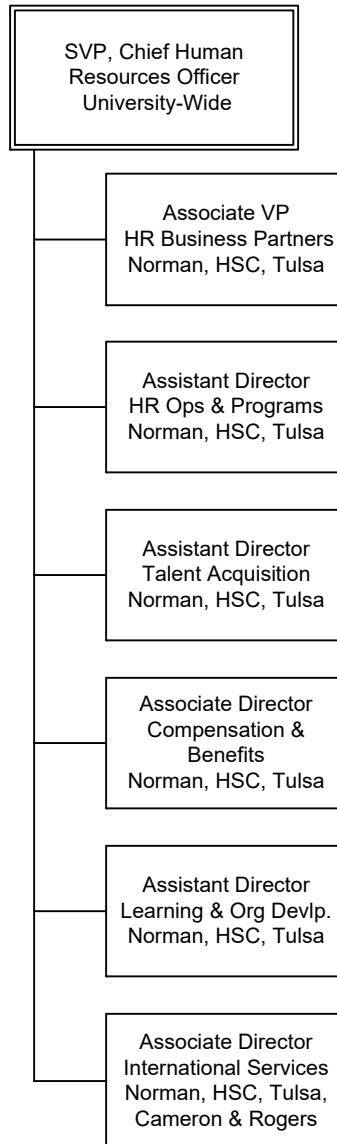 SVP, Chief Human
Resources Officer
University-Wide
Associate VP
HR Business Partners
Norman, HSC, Tulsa
Assistant Director
HR Ops & Programs
Norman, HSC, Tulsa
Assistant Director
Talent Acquisition
Norman, HSC, Tulsa
Associate Director
Compensation &
Benefits
Norman, HSC, Tulsa
Assistant Director
Learning & Org Devlp.
Norman, HSC, Tulsa
Associate Director
International Services
Norman, HSC, Tulsa,
Cameron & Rogers